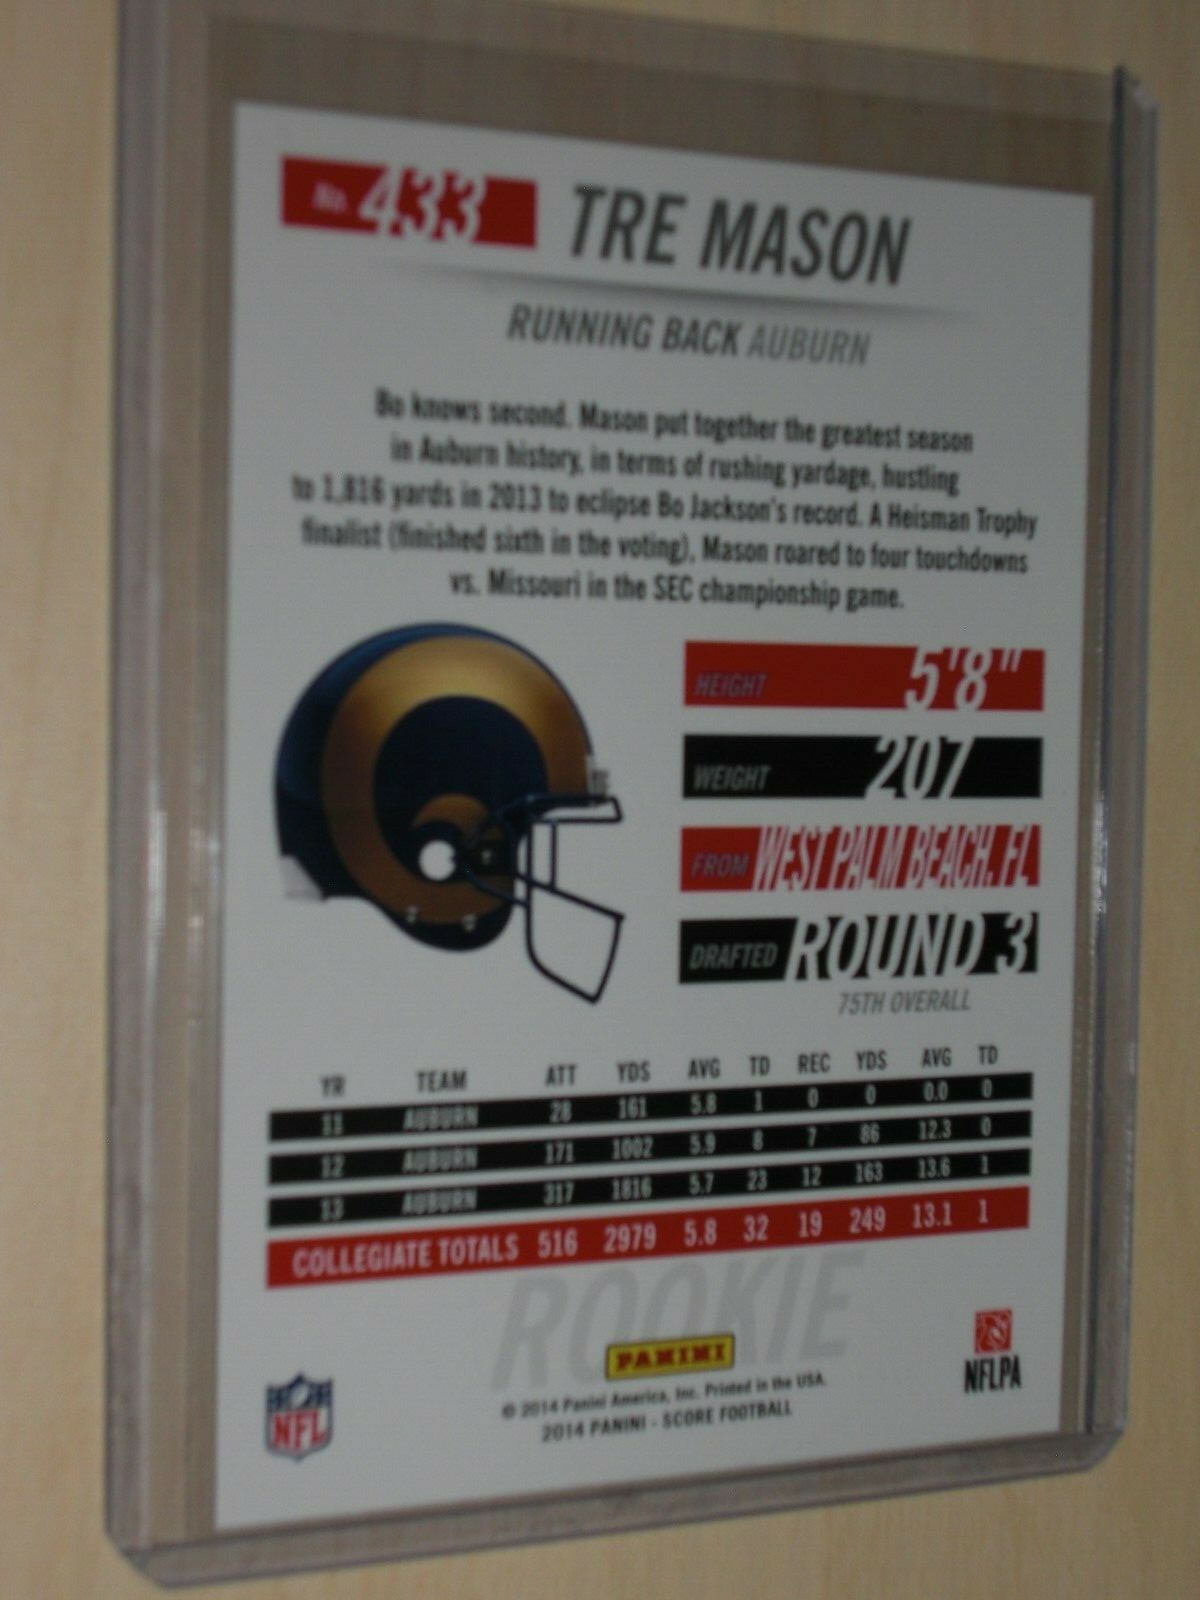 No. 433 TRE MASON
RUNNING BACK AUBURN
Bo knows second. Mason put together the greatest season
in Auburn history, in terms of rushing yardage, hustling
to 1,816 yards in 2013 to eclipse Bo Jackson's record. A Heisman Trophy
finalist (finished sixth in the voting), Mason roared to four touchdowns
vs. Missouri in the SEC championship game.
HEIGHT 5'8"
WEIGHT 207
FROM WEST PALM BEACH, FL
DRAFTED ROUND 3
75TH OVERALL
YR TEAM ATT YDS AVG TD REC YDS AVG TD
11 AUBURN 28 161 5.8 1 0 0 0.0 0
12 AUBURN 171 1002 5.9 8 7 86 12.3 0
13 AUBURN 317 1816 5.7 23 12 163 13.6 1
COLLEGIATE TOTALS 516 2979 5.8 32 19 249 13.1 1
ROOKIE
PANINI
© 2014 Panini America, Inc. Printed in the USA.
2014 PANINI - SCORE FOOTBALL
NFL
NFLPA